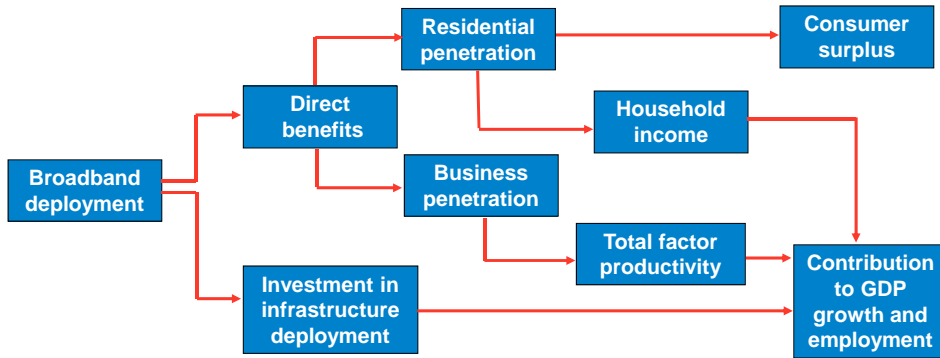 Residential
penetration
Consumer
surplus
Direct
benefits
Household
income
Broadband
deployment
Business
penetration
Total factor
productivity
Contribution
to GDP
growth and
employment
Investment in
infrastructure
deployment